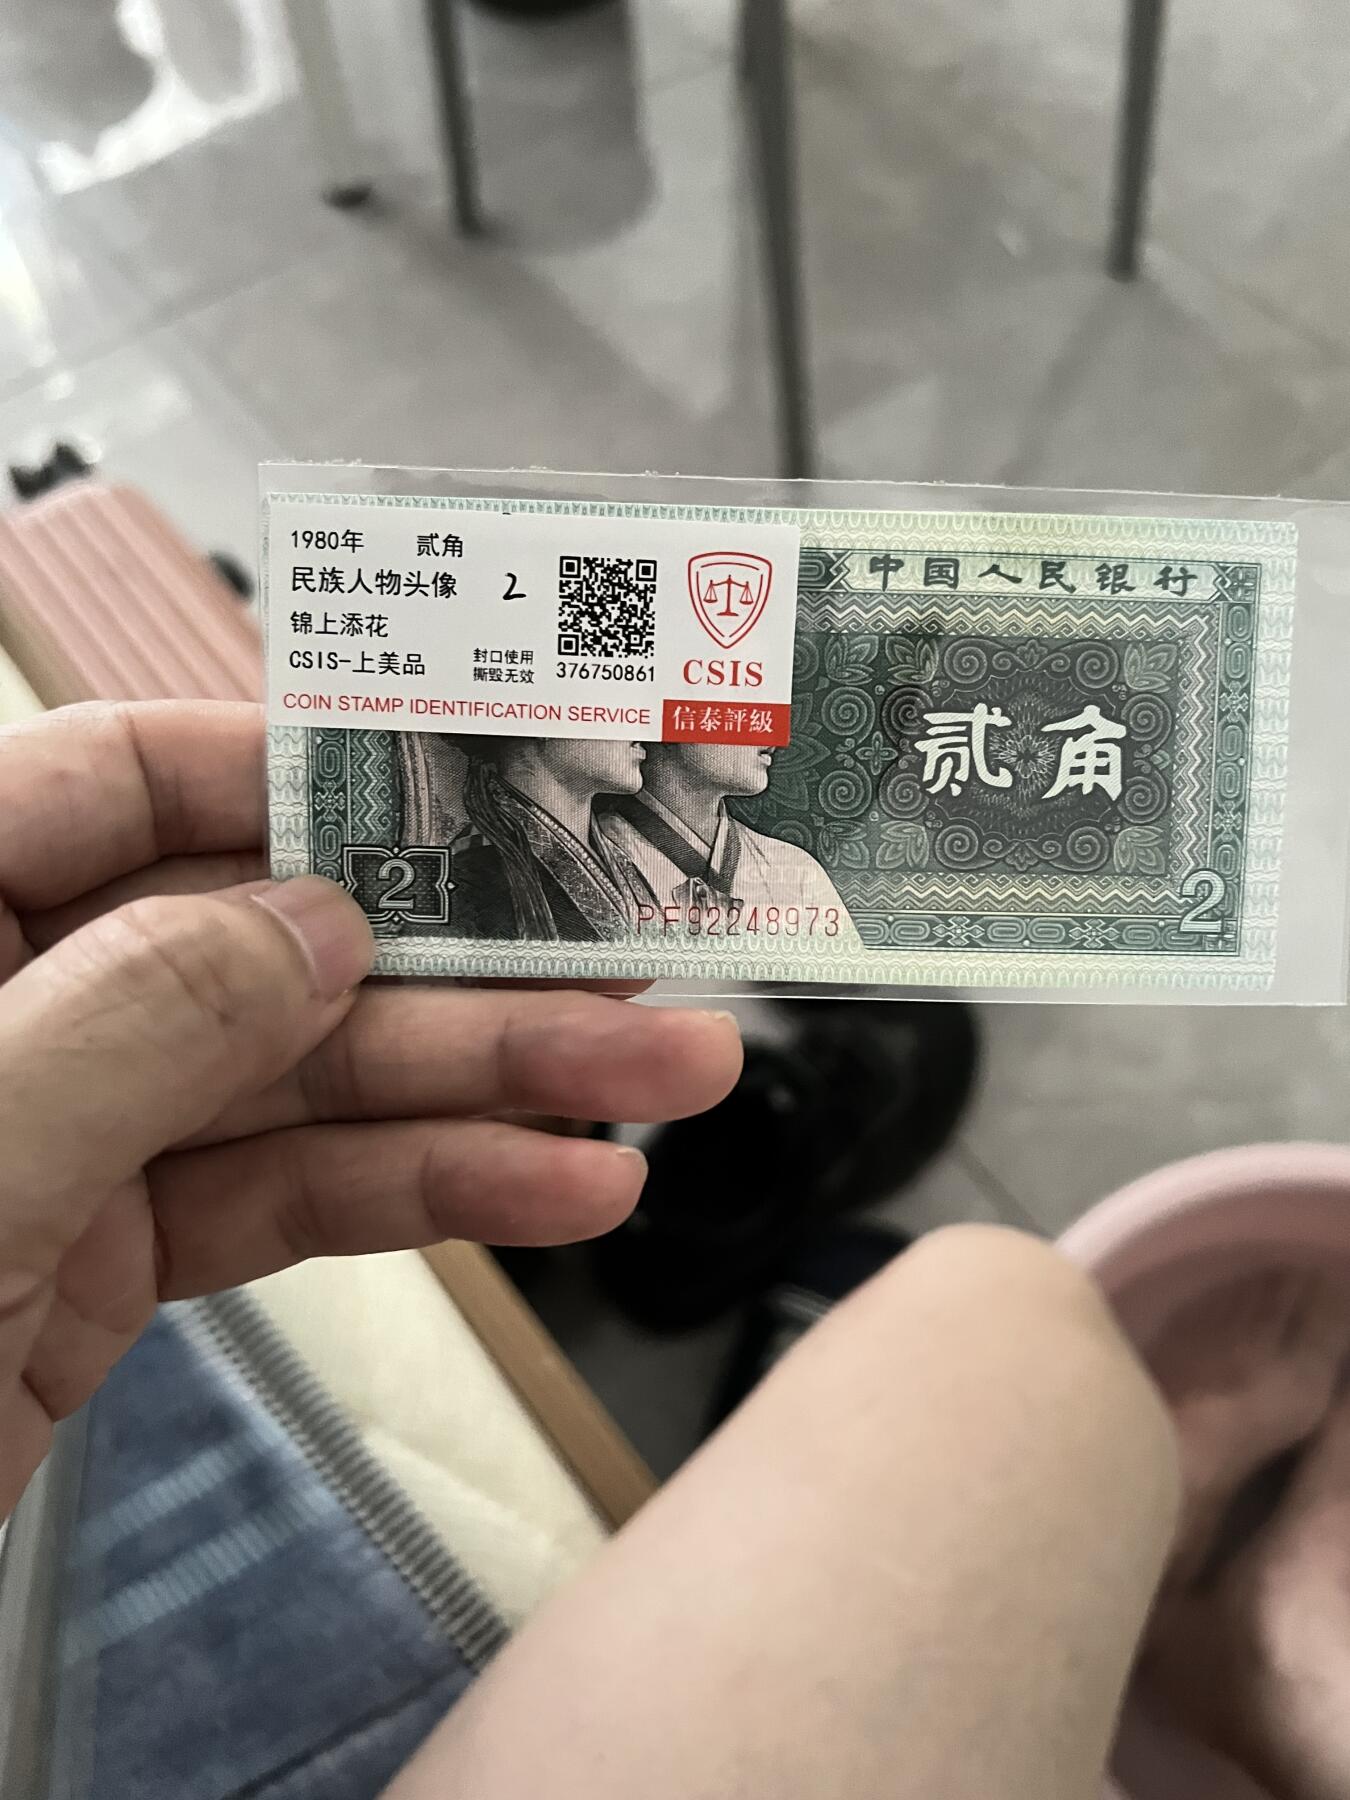 1980年 贰角
民族人物头像 2
锦上添花
CSIS-上美品
封口使用
撕毁无效
376750861
CSIS
COIN STAMP IDENTIFICATION SERVICE
信泰評級
中国人民银行
贰角
2
PF92248973
2